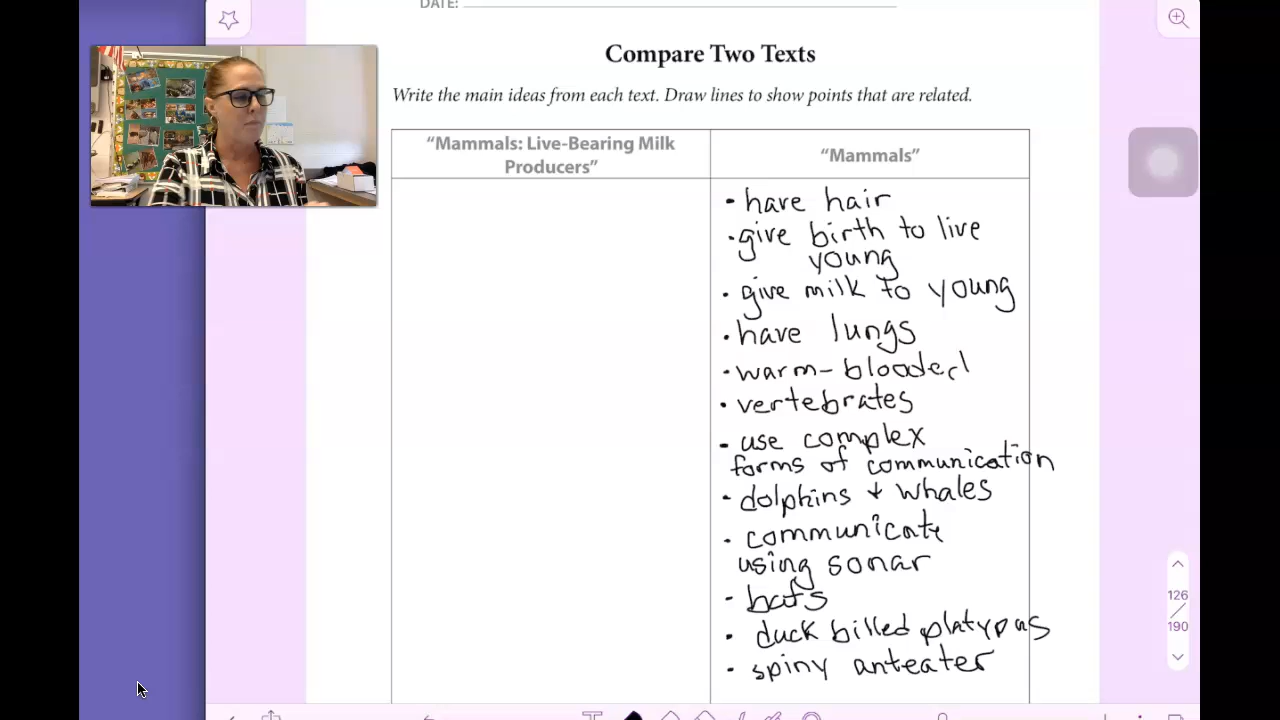 DATE:
Compare Two Texts
Write the main ideas from each text. Draw lines to show points that are related.
“Mammals: Live-Bearing Milk
Producers”
“Mammals”
• have hair
• give birth to live
young
• give milk to young
• have lungs
• warm-blooded
• vertebrates
• use complex
forms of communication
• dolphins + whales
• communicate
using sonar
• bats
• duck billed platypus
• spiny anteater
126
190